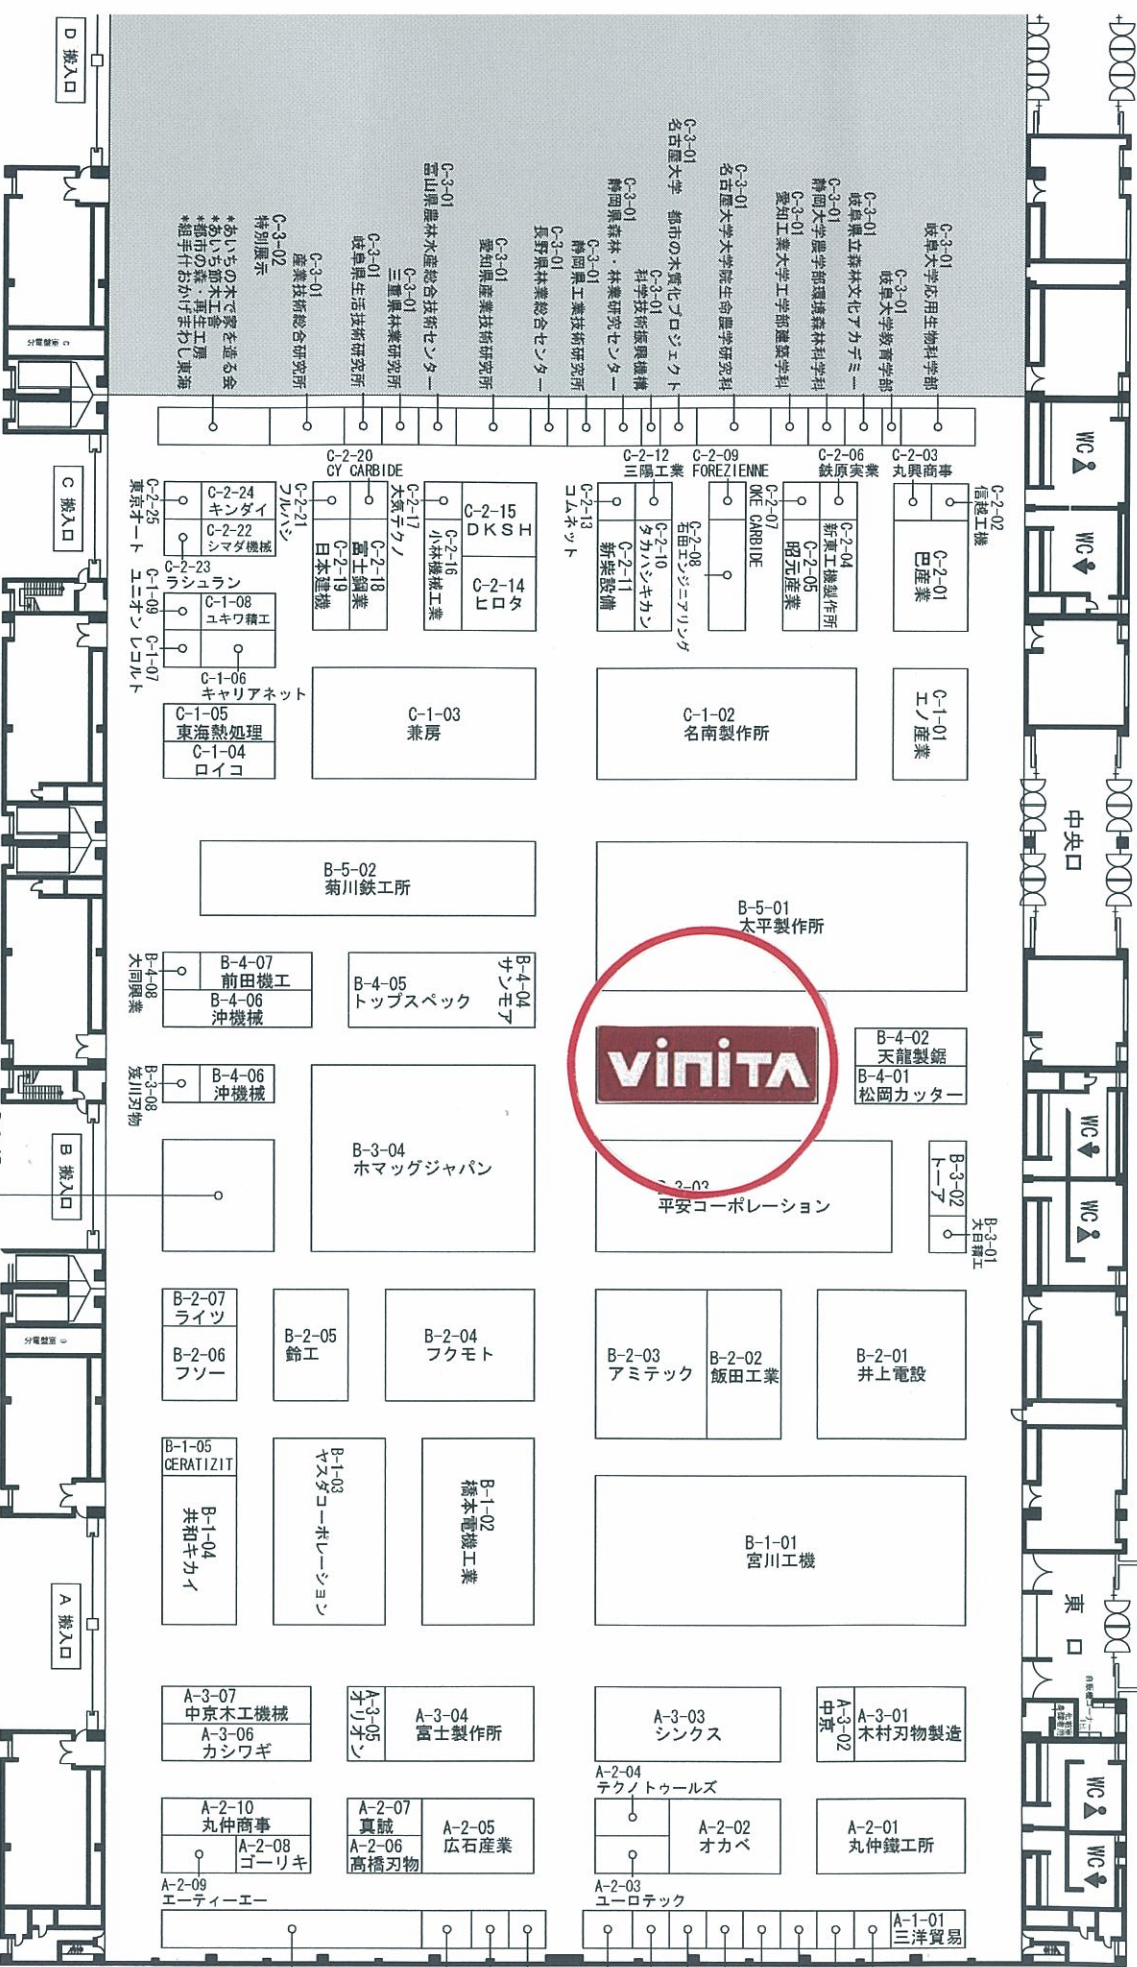 D 搬入口
C-3-01
岐阜大学応用生物科学部
C-3-01
岐阜大学教育学部
C-3-01
岐阜県立森林文化アカデミー
C-3-01
静岡大学農学部環境森林科学科
C-3-01
愛知工業大学工学部建築学科
C-3-01
名古屋大学大学院生命農学研究科
C-3-01
名古屋大学 都市の木質化プロジェクト
C-3-01
科学技術振興機構
C-3-01
静岡県森林・林業研究センター
C-3-01
静岡県工業技術研究所
C-3-01
長野県林業総合センター
C-3-01
愛知県産業技術研究所
C-3-01
富山県農林水産総合技術センター
C-3-01
三重県林業研究所
C-3-01
岐阜県生活技術研究所
C-3-01
産業技術総合研究所
C-3-02
特別展示
*あいちの木で家を造る会
*あいち節木工舎
*都市の森・再生工房
*組手什おかげまわし東海
WC
WC
C 搬入口
C-2-20
CY CARBIDE
C-2-12
三陽工業
C-2-09
FOREZIENNE
C-2-06
鉄原実業
C-2-03
丸興商事
C-2-02
信越工機
C-2-25
東京オート
C-2-24
キンダイ
C-2-22
シマダ機械
C-2-23
ラシュラン
C-2-21
フルハシ
C-2-19
日本建機
C-2-18
富士鋼業
C-2-17
大気テクノ
C-2-16
小林機械工業
C-2-15
DKSH
C-2-14
ヒロタ
C-2-13
コムネット
C-2-11
新柴設備
C-2-10
タカハシキカン
C-2-08
石田エンジニアリング
C-2-07
OKE CARBIDE
C-2-05
昭元産業
C-2-04
新東工機製作所
C-2-01
巴産業
C-1-09
ユニオン
C-1-08
ユキワ精工
C-1-07
レコルト
C-1-06
キャリアネット
C-1-05
東海熱処理
C-1-04
ロイコ
C-1-03
兼房
C-1-02
名南製作所
C-1-01
エノ産業
中央口
B-5-02
菊川鉄工所
B-5-01
太平製作所
B-4-08
大同興業
B-4-07
前田機工
B-4-06
沖機械
B-4-05
トップスペック
B-4-04
サンモア
VINITA
B-4-02
天龍製鋸
B-4-01
松岡カッター
B-3-08
笈川刃物
B-4-06
沖機械
B 搬入口
B-3-04
ホマッグジャパン
平安コーポレーション
B-3-02
トーア
B-3-01
大日精工
WC
WC
B-2-07
ライツ
B-2-06
フソー
B-2-05
鈴工
B-2-04
フクモト
B-2-03
アミテック
B-2-02
飯田工業
B-2-01
井上電設
B-1-05
CERATIZIT
B-1-04
共和キカイ
B-1-03
ヤスダコーポレーション
B-1-02
橋本電機工業
B-1-01
宮川工機
A 搬入口
東口
A-3-07
中京木工機械
A-3-06
カシワギ
A-3-05
オリオン
A-3-04
富士製作所
A-3-03
シンクス
A-3-02
中京
A-3-01
木村刃物製造
WC
WC
A-2-10
丸仲商事
A-2-08
ゴーリキ
A-2-09
エーティーエー
A-2-07
真誠
A-2-06
高橋刃物
A-2-05
広石産業
A-2-04
テクノトゥールズ
A-2-03
ユーロテック
A-2-02
オカベ
A-2-01
丸仲鐵工所
A-1-01
三洋貿易